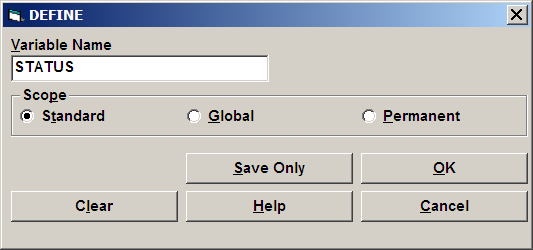 DEFINE
Variable Name
STATUS
Scope
Standard Global Permanent
Save Only OK
Clear Help Cancel